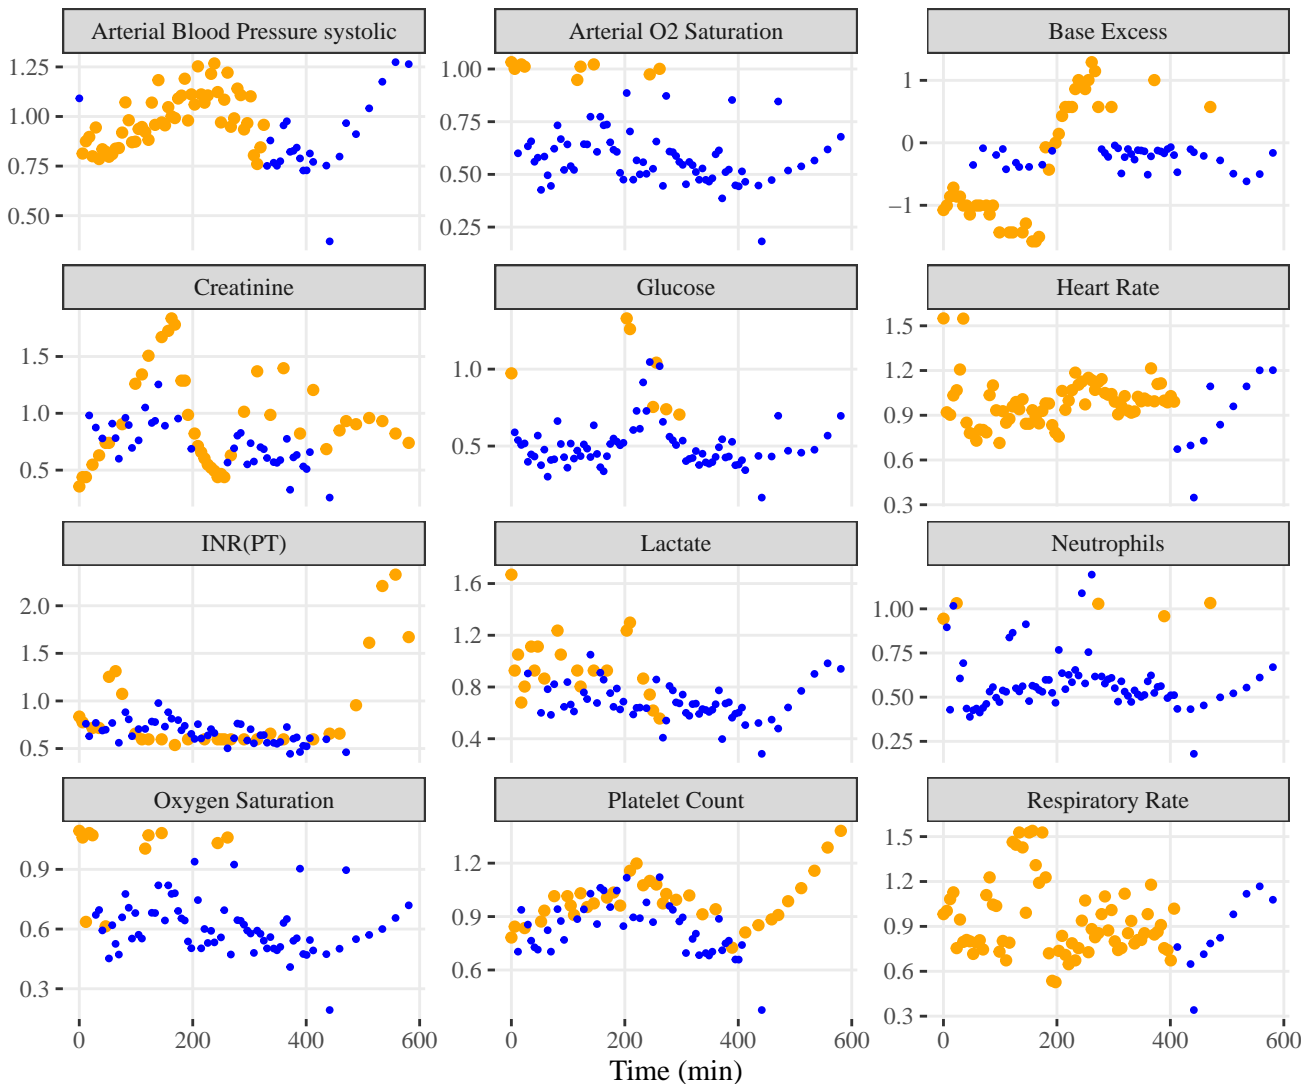 Arterial Blood Pressure systolic
Arterial O2 Saturation
Base Excess
1.25
1.00
0.75
0.50
1.00
0.75
0.50
0.25
1
0
−1
Creatinine
Glucose
Heart Rate
1.5
1.0
0.5
1.0
0.5
1.5
1.2
0.9
0.6
0.3
INR(PT)
Lactate
Neutrophils
2.0
1.5
1.0
0.5
1.6
1.2
0.8
0.4
1.00
0.75
0.50
0.25
Oxygen Saturation
Platelet Count
Respiratory Rate
0.9
0.6
0.3
1.2
0.9
0.6
1.5
1.2
0.9
0.6
0.3
0 200 400 600
0 200 400 600
0 200 400 600
Time (min)